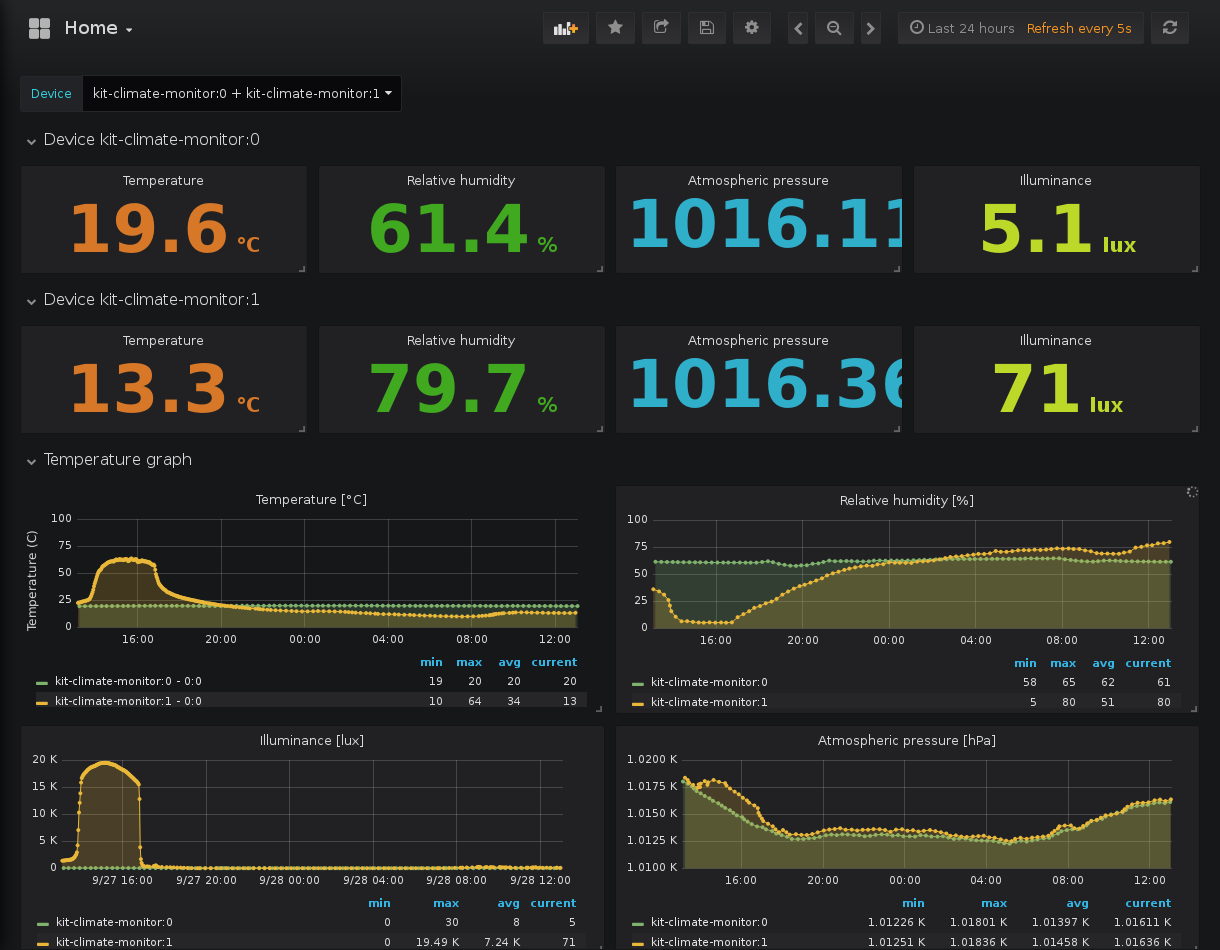 Home
Last 24 hours Refresh every 5s
Device kit-climate-monitor:0 + kit-climate-monitor:1
Device kit-climate-monitor:0
Temperature Relative humidity Atmospheric pressure Illuminance
19.6 °C 61.4 % 1016.11 5.1 lux
Device kit-climate-monitor:1
Temperature Relative humidity Atmospheric pressure Illuminance
13.3 °C 79.7 % 1016.36 71 lux
Temperature graph
Temperature [°C]
Temperature (C)
100
75
50
25
0
16:00 20:00 00:00 04:00 08:00 12:00
min max avg current
kit-climate-monitor:0 - 0:0 19 20 20 20
kit-climate-monitor:1 - 0:0 10 64 34 13
Relative humidity [%]
100
75
50
25
0
16:00 20:00 00:00 04:00 08:00 12:00
min max avg current
kit-climate-monitor:0 58 65 62 61
kit-climate-monitor:1 5 80 51 80
Illuminance [lux]
20 K
15 K
10 K
5 K
0
9/27 16:00 9/27 20:00 9/28 00:00 9/28 04:00 9/28 08:00 9/28 12:00
min max avg current
kit-climate-monitor:0 0 30 8 5
kit-climate-monitor:1 0 19.49 K 7.24 K 71
Atmospheric pressure [hPa]
1.0200 K
1.0175 K
1.0150 K
1.0125 K
1.0100 K
16:00 20:00 00:00 04:00 08:00 12:00
min max avg current
kit-climate-monitor:0 1.01226 K 1.01801 K 1.01397 K 1.01611 K
kit-climate-monitor:1 1.01251 K 1.01836 K 1.01458 K 1.01636 K